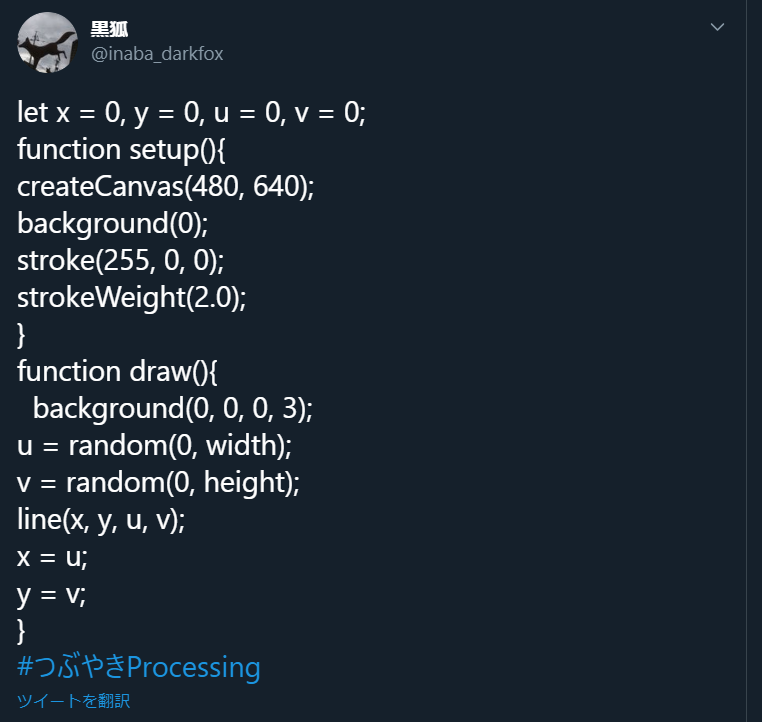 黒狐
@inaba_darkfox
let x = 0, y = 0, u = 0, v = 0;
function setup(){
createCanvas(480, 640);
background(0);
stroke(255, 0, 0);
strokeWeight(2.0);
}
function draw(){
  background(0, 0, 0, 3);
u = random(0, width);
v = random(0, height);
line(x, y, u, v);
x = u;
y = v;
}
#つぶやきProcessing
ツイートを翻訳